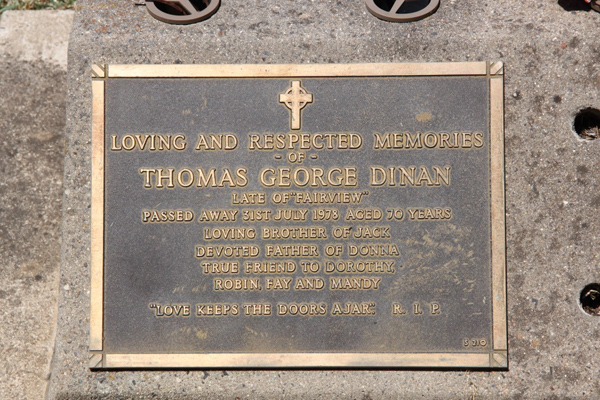 LOVING AND RESPECTED MEMORIES
- OF -
THOMAS GEORGE DINAN
LATE OF "FAIRVIEW"
PASSED AWAY 31ST JULY 1978, AGED 70 YEARS
LOVING BROTHER OF JACK
DEVOTED FATHER OF DONNA
TRUE FRIEND TO DOROTHY,
ROBIN, FAY AND MANDY
"LOVE KEEPS THE DOORS AJAR". R. I. P.